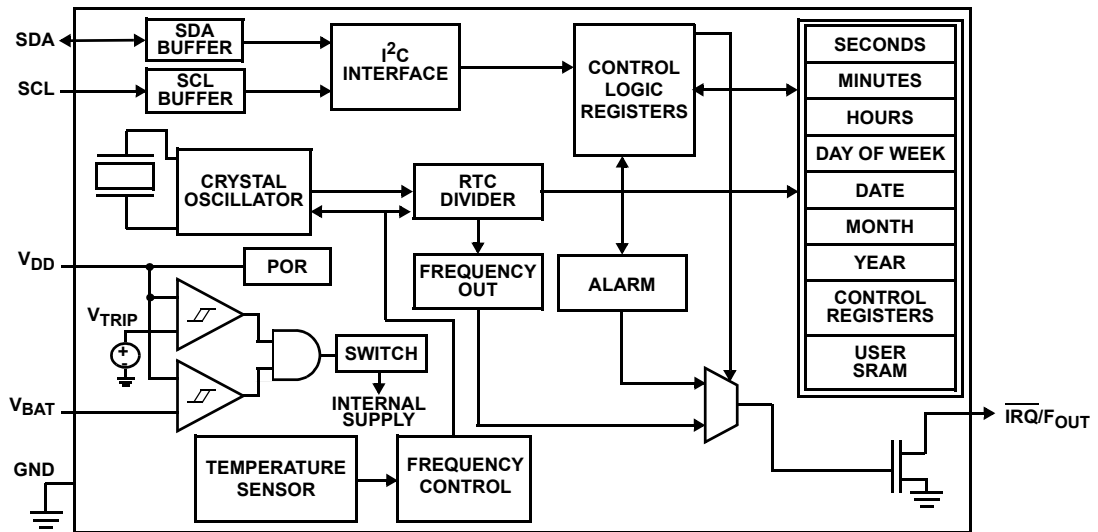 SDA
SDA
BUFFER
I²C
INTERFACE
SCL
SCL
BUFFER
CONTROL
LOGIC
REGISTERS
SECONDS
MINUTES
HOURS
DAY OF WEEK
DATE
MONTH
YEAR
CONTROL
REGISTERS
USER
SRAM
CRYSTAL
OSCILLATOR
RTC
DIVIDER
VDD
POR
FREQUENCY
OUT
ALARM
VTRIP
+
-
SWITCH
INTERNAL
SUPPLY
VBAT
I̅R̅Q̅/FOUT
GND
TEMPERATURE
SENSOR
FREQUENCY
CONTROL